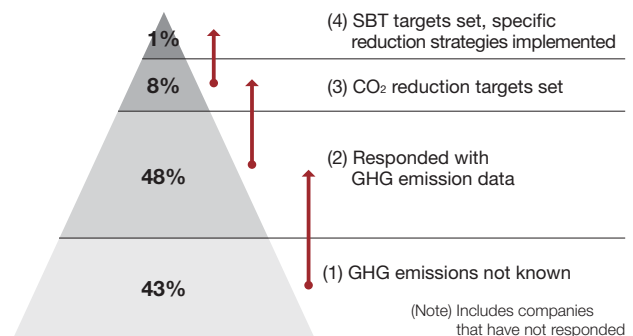 1%
(4) SBT targets set, specific
reduction strategies implemented
8%
(3) CO₂ reduction targets set
48%
(2) Responded with
GHG emission data
43%
(1) GHG emissions not known
(Note) Includes companies
that have not responded